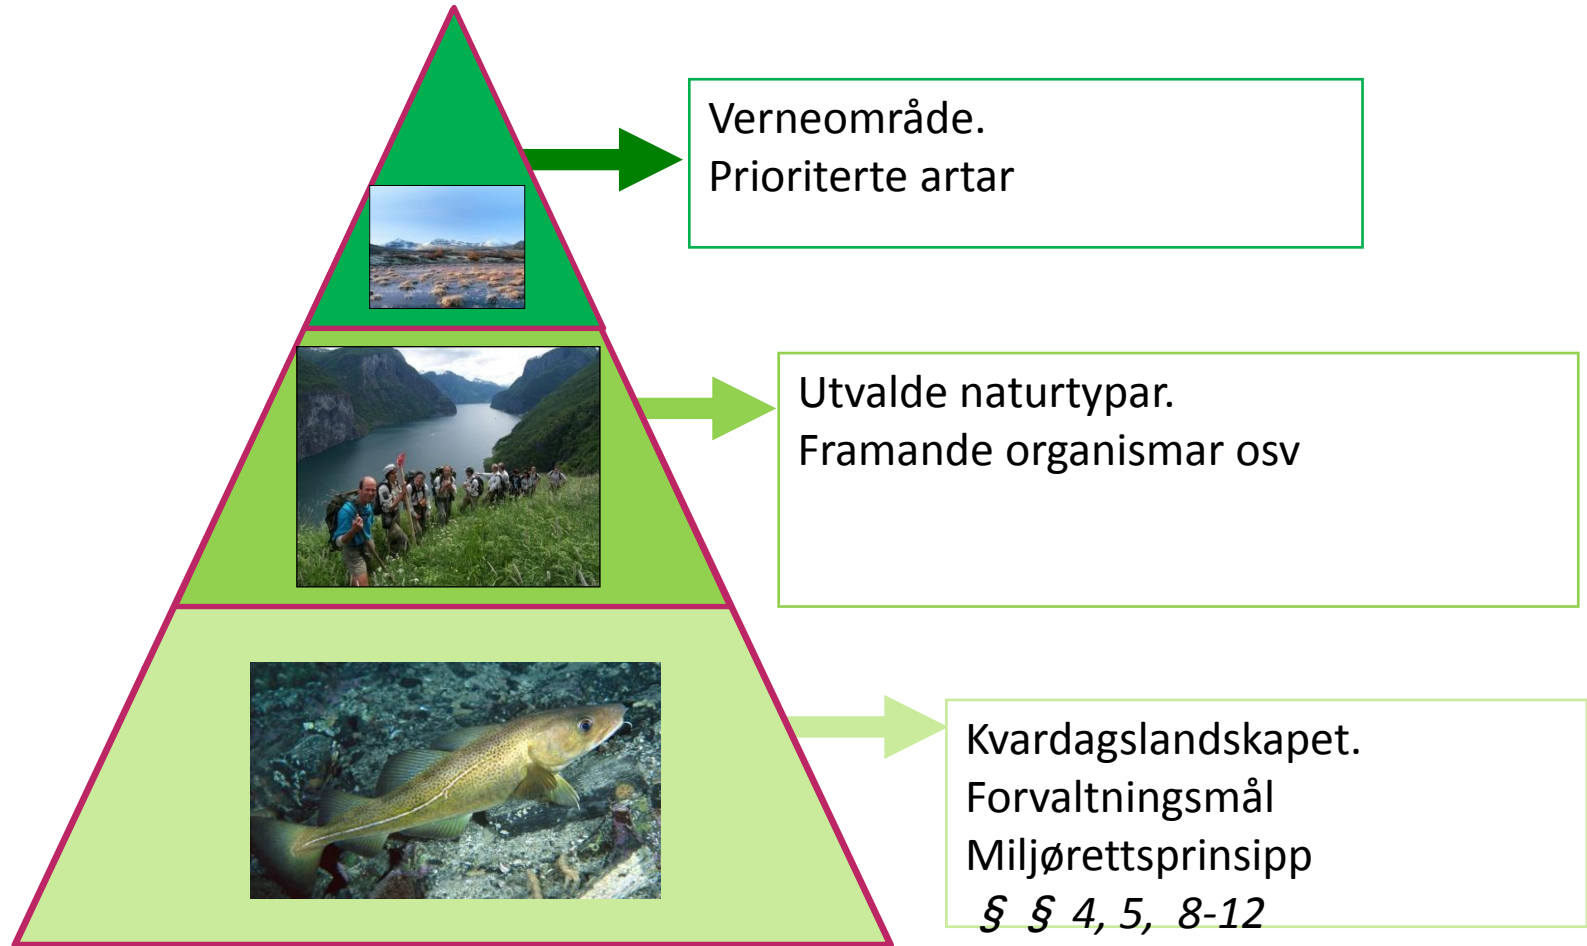 Verneområde.
Prioriterte artar
Utvalde naturtypar.
Framande organismar osv
Kvardagslandskapet.
Forvaltningsmål
Miljørettsprinsipp
§ § 4, 5, 8-12